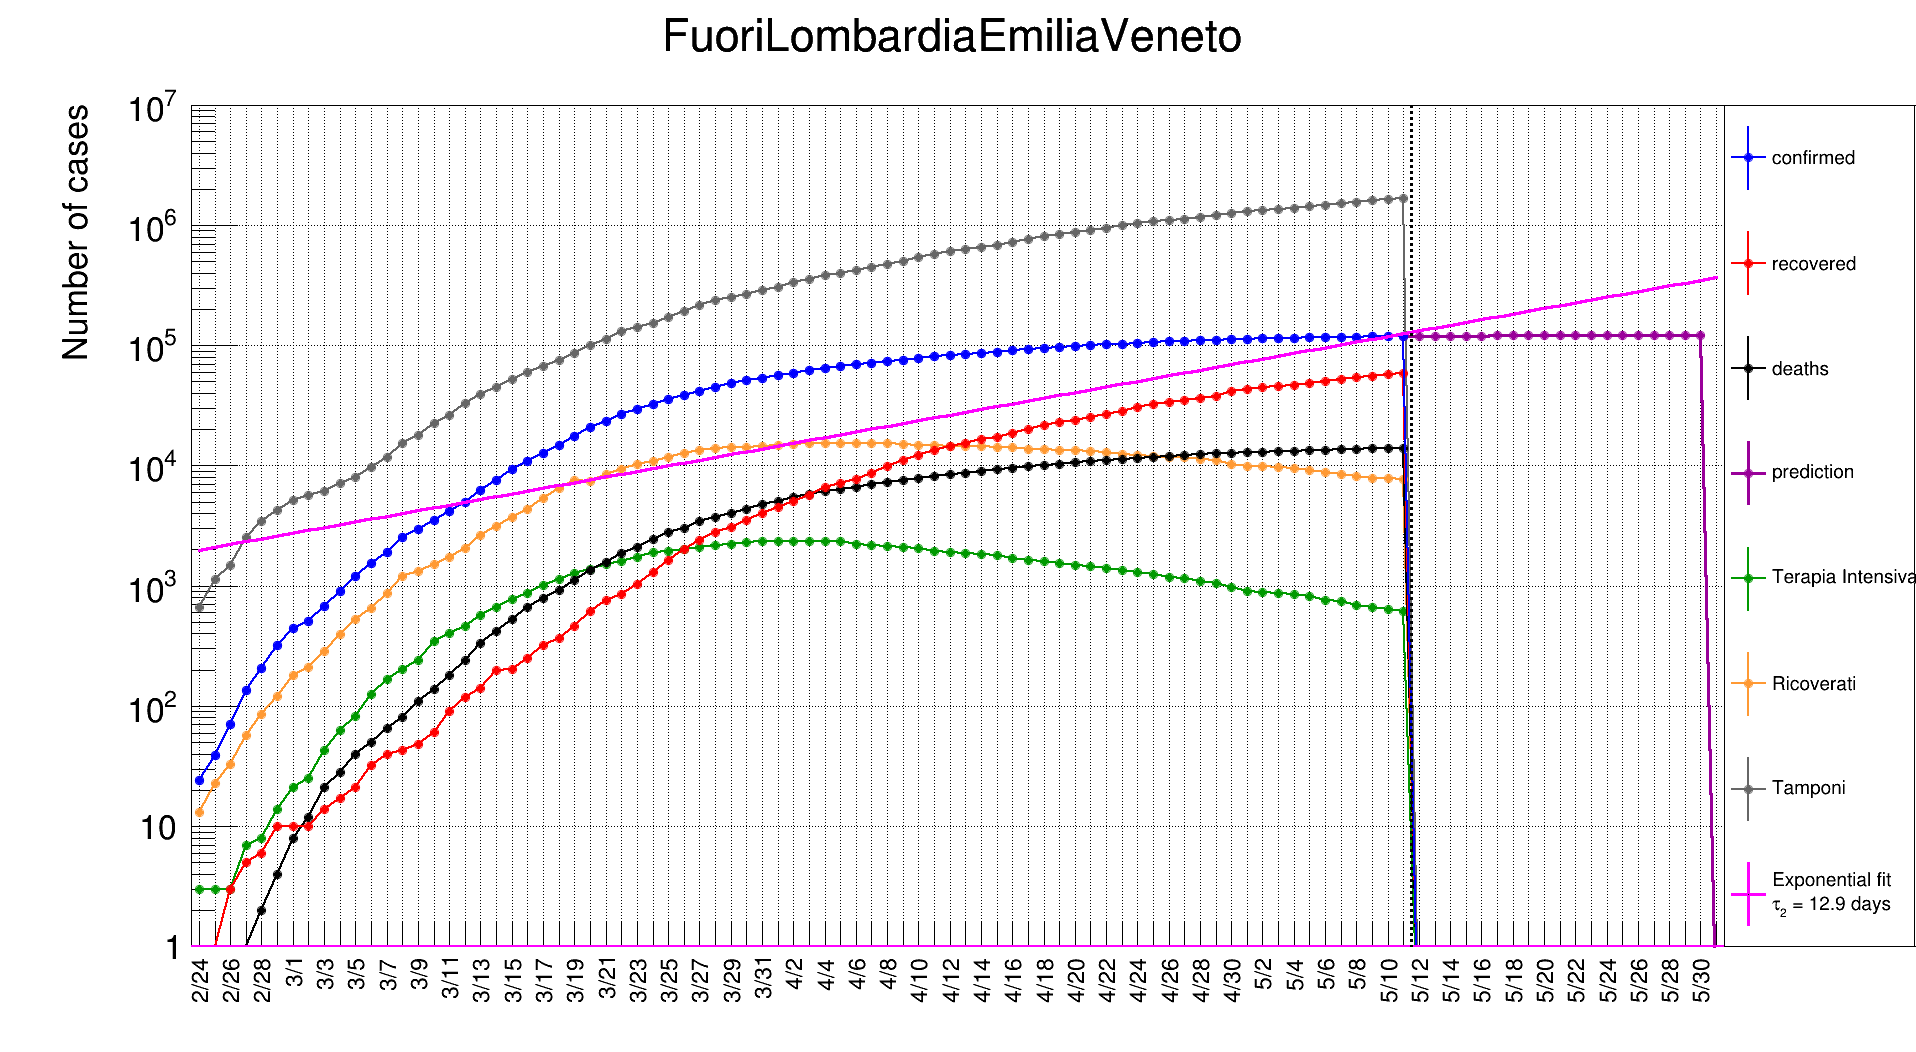 FuoriLombardiaEmiliaVeneto
Number of cases
10^7
10^6
10^5
10^4
10^3
10^2
10
1
2/24 2/26 2/28 3/1 3/3 3/5 3/7 3/9 3/11 3/13 3/15 3/17 3/19 3/21 3/23 3/25 3/27 3/29 3/31 4/2 4/4 4/6 4/8 4/10 4/12 4/14 4/16 4/18 4/20 4/22 4/24 4/26 4/28 4/30 5/2 5/4 5/6 5/8 5/10 5/12 5/14 5/16 5/18 5/20 5/22 5/24 5/26 5/28 5/30
confirmed
recovered
deaths
prediction
Terapia Intensiva
Ricoverati
Tamponi
Exponential fit
τ_2 = 12.9 days